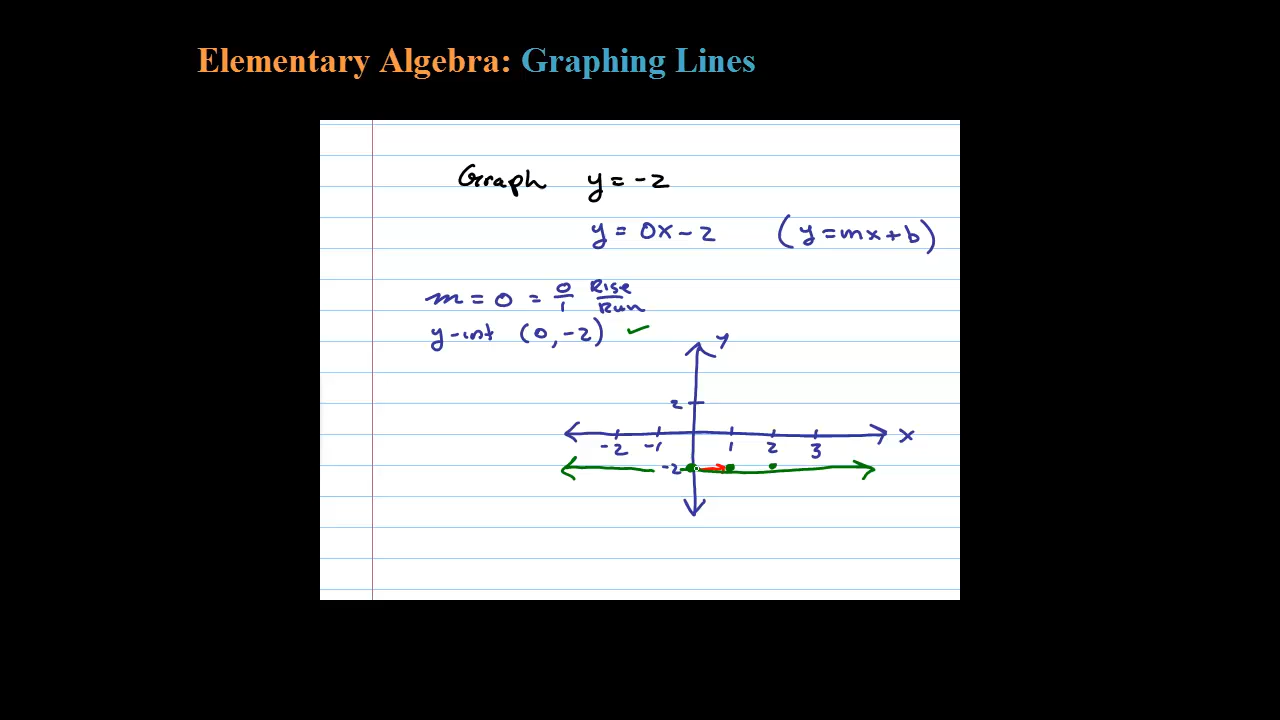 Elementary Algebra: Graphing Lines
Graph y = -2
y = 0x - 2 (y = mx + b)
m = 0 = 0/1 Rise/Run
y-int (0, -2) ✓
y
2
-2 -1 1 2 3 x
-2